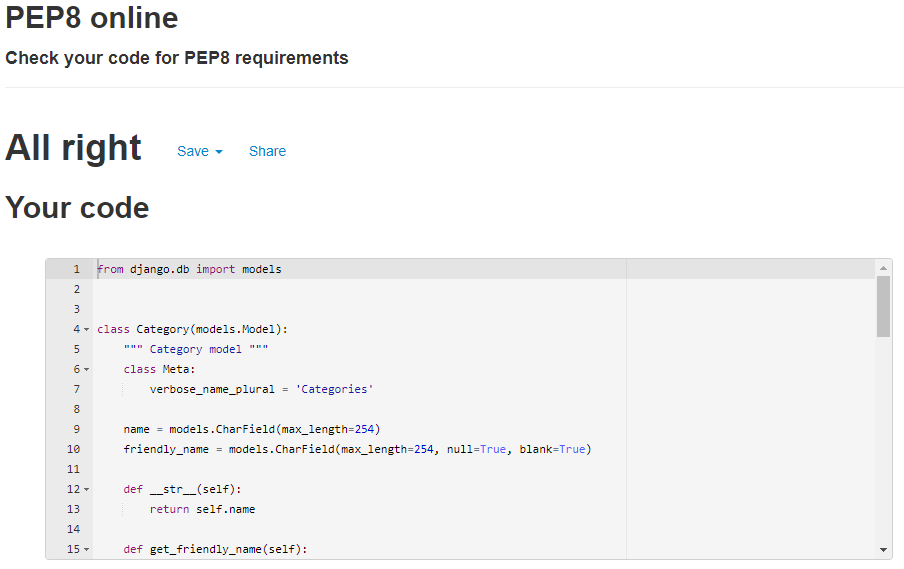 PEP8 online
Check your code for PEP8 requirements
All right Save Share
Your code
1 from django.db import models
2
3
4 class Category(models.Model):
5     """ Category model """
6     class Meta:
7         verbose_name_plural = 'Categories'
8
9     name = models.CharField(max_length=254)
10     friendly_name = models.CharField(max_length=254, null=True, blank=True)
11
12     def __str__(self):
13         return self.name
14
15     def get_friendly_name(self):